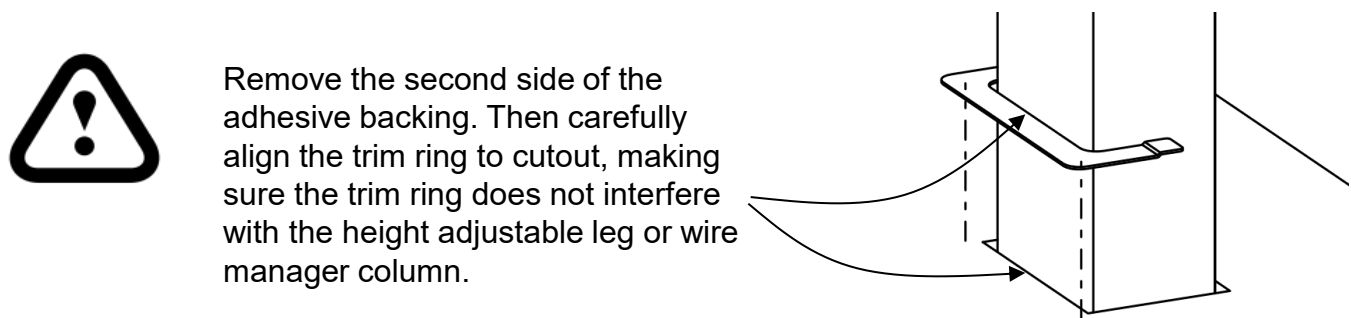 Remove the second side of the
adhesive backing. Then carefully
align the trim ring to cutout, making
sure the trim ring does not interfere
with the height adjustable leg or wire
manager column.